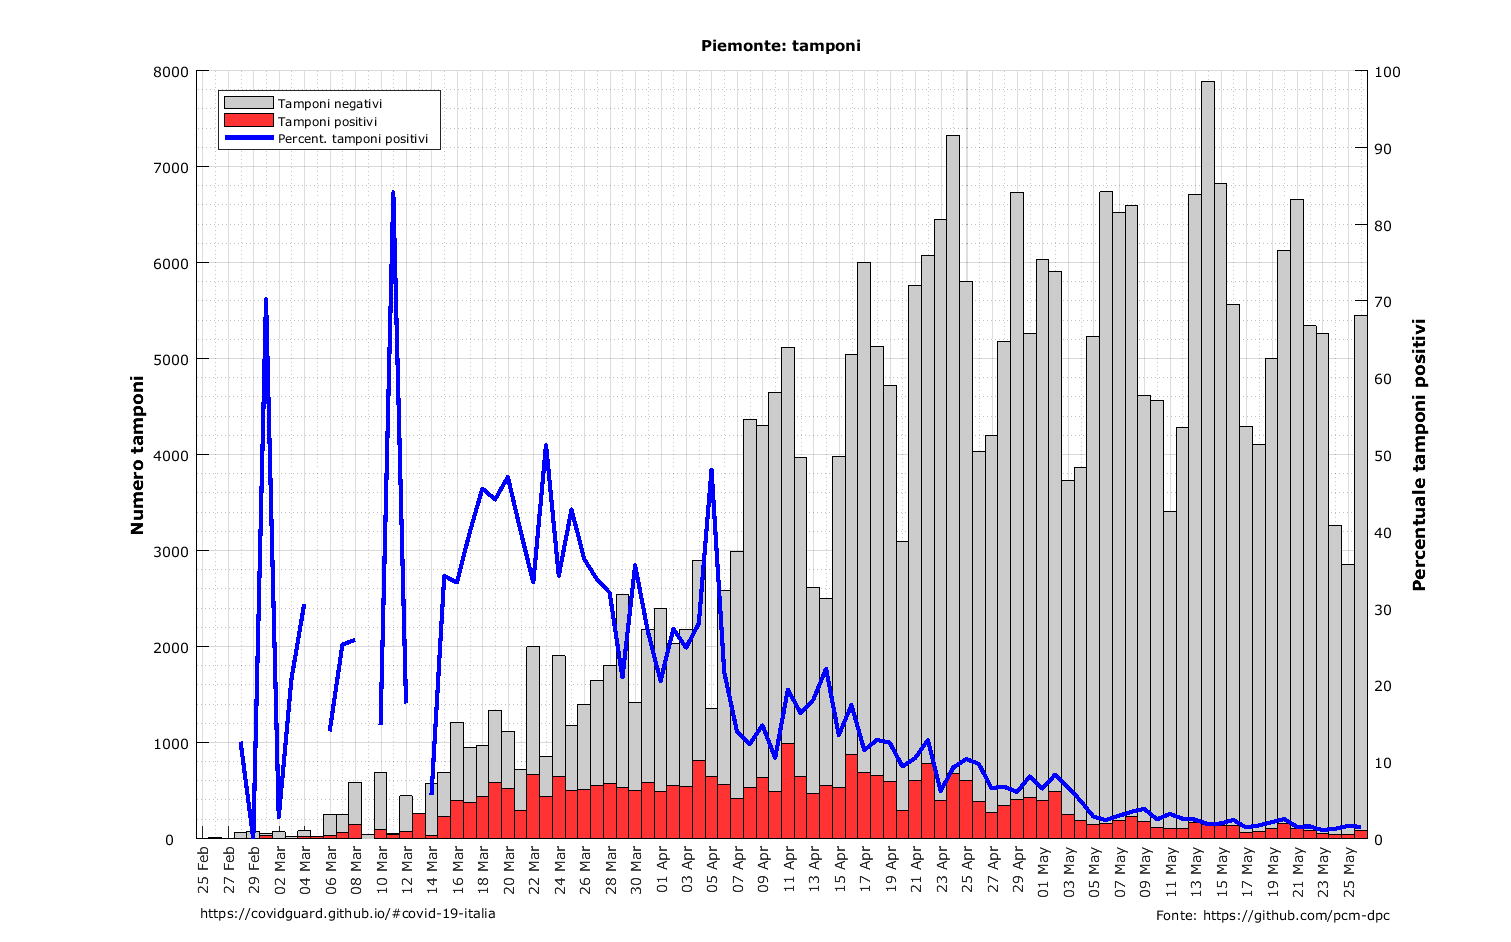 Piemonte: tamponi
8000
7000
6000
5000
4000
3000
2000
1000
0
Numero tamponi
Tamponi negativi
Tamponi positivi
Percent. tamponi positivi
100
90
80
70
60
50
40
30
20
10
0
Percentuale tamponi positivi
25 Feb
27 Feb
29 Feb
02 Mar
04 Mar
06 Mar
08 Mar
10 Mar
12 Mar
14 Mar
16 Mar
18 Mar
20 Mar
22 Mar
24 Mar
26 Mar
28 Mar
30 Mar
01 Apr
03 Apr
05 Apr
07 Apr
09 Apr
11 Apr
13 Apr
15 Apr
17 Apr
19 Apr
21 Apr
23 Apr
25 Apr
27 Apr
29 Apr
01 May
03 May
05 May
07 May
09 May
11 May
13 May
15 May
17 May
19 May
21 May
23 May
25 May
https://covidguard.github.io/#covid-19-italia
Fonte: https://github.com/pcm-dpc